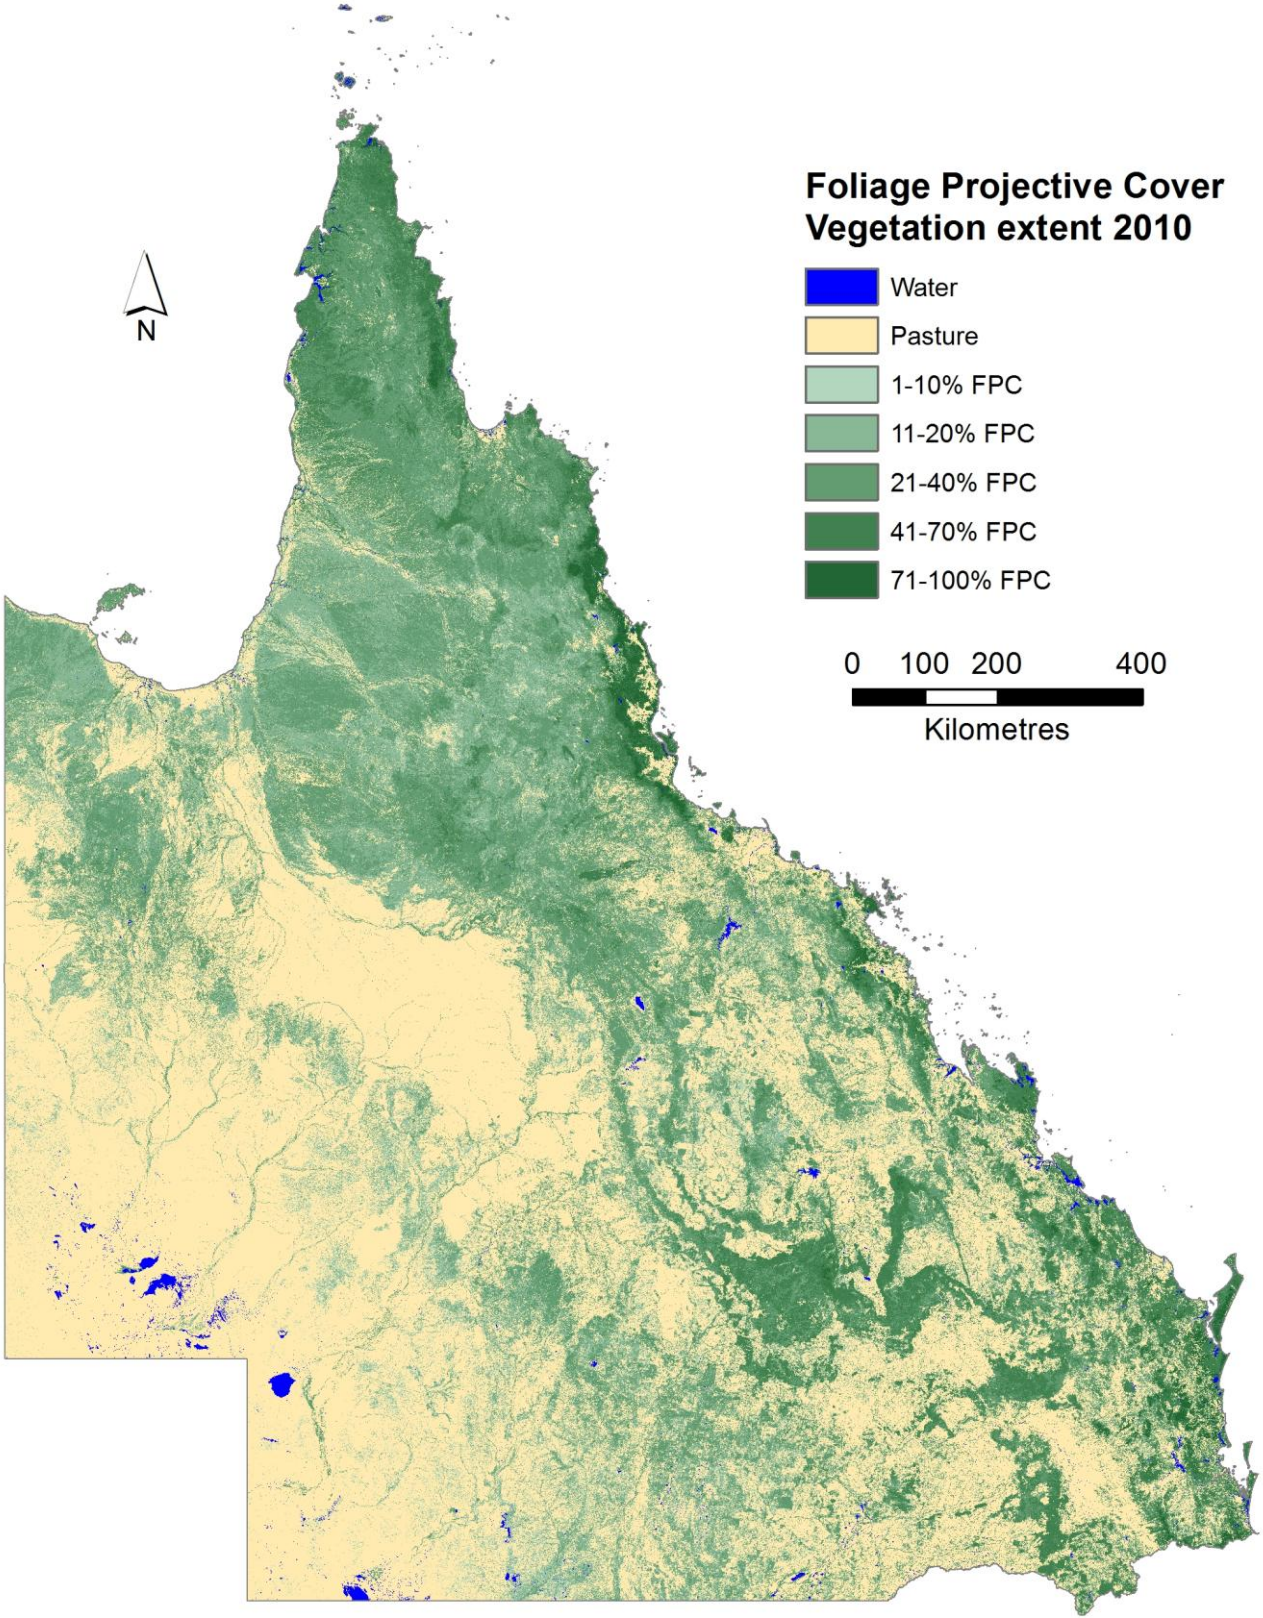 Foliage Projective Cover
Vegetation extent 2010
Water
Pasture
1-10% FPC
11-20% FPC
21-40% FPC
41-70% FPC
71-100% FPC
0 100 200 400
Kilometres
N